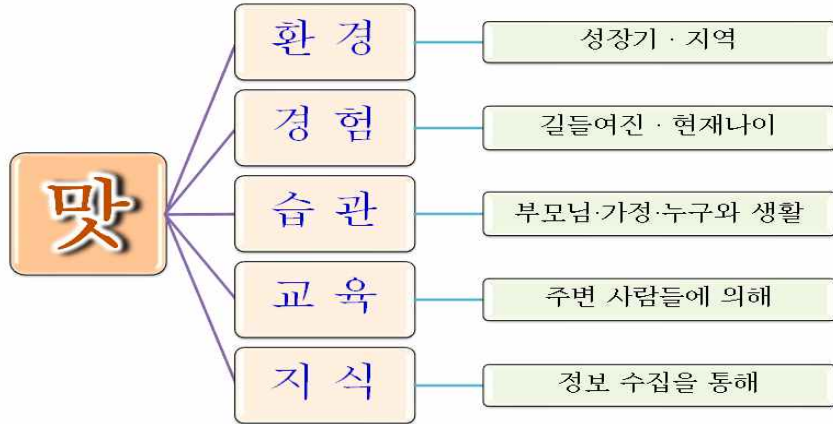 맛
환 경
성장기 · 지역
경 험
길들여진 · 현재나이
습 관
부모님·가정·누구와 생활
교 육
주변 사람들에 의해
지 식
정보 수집을 통해